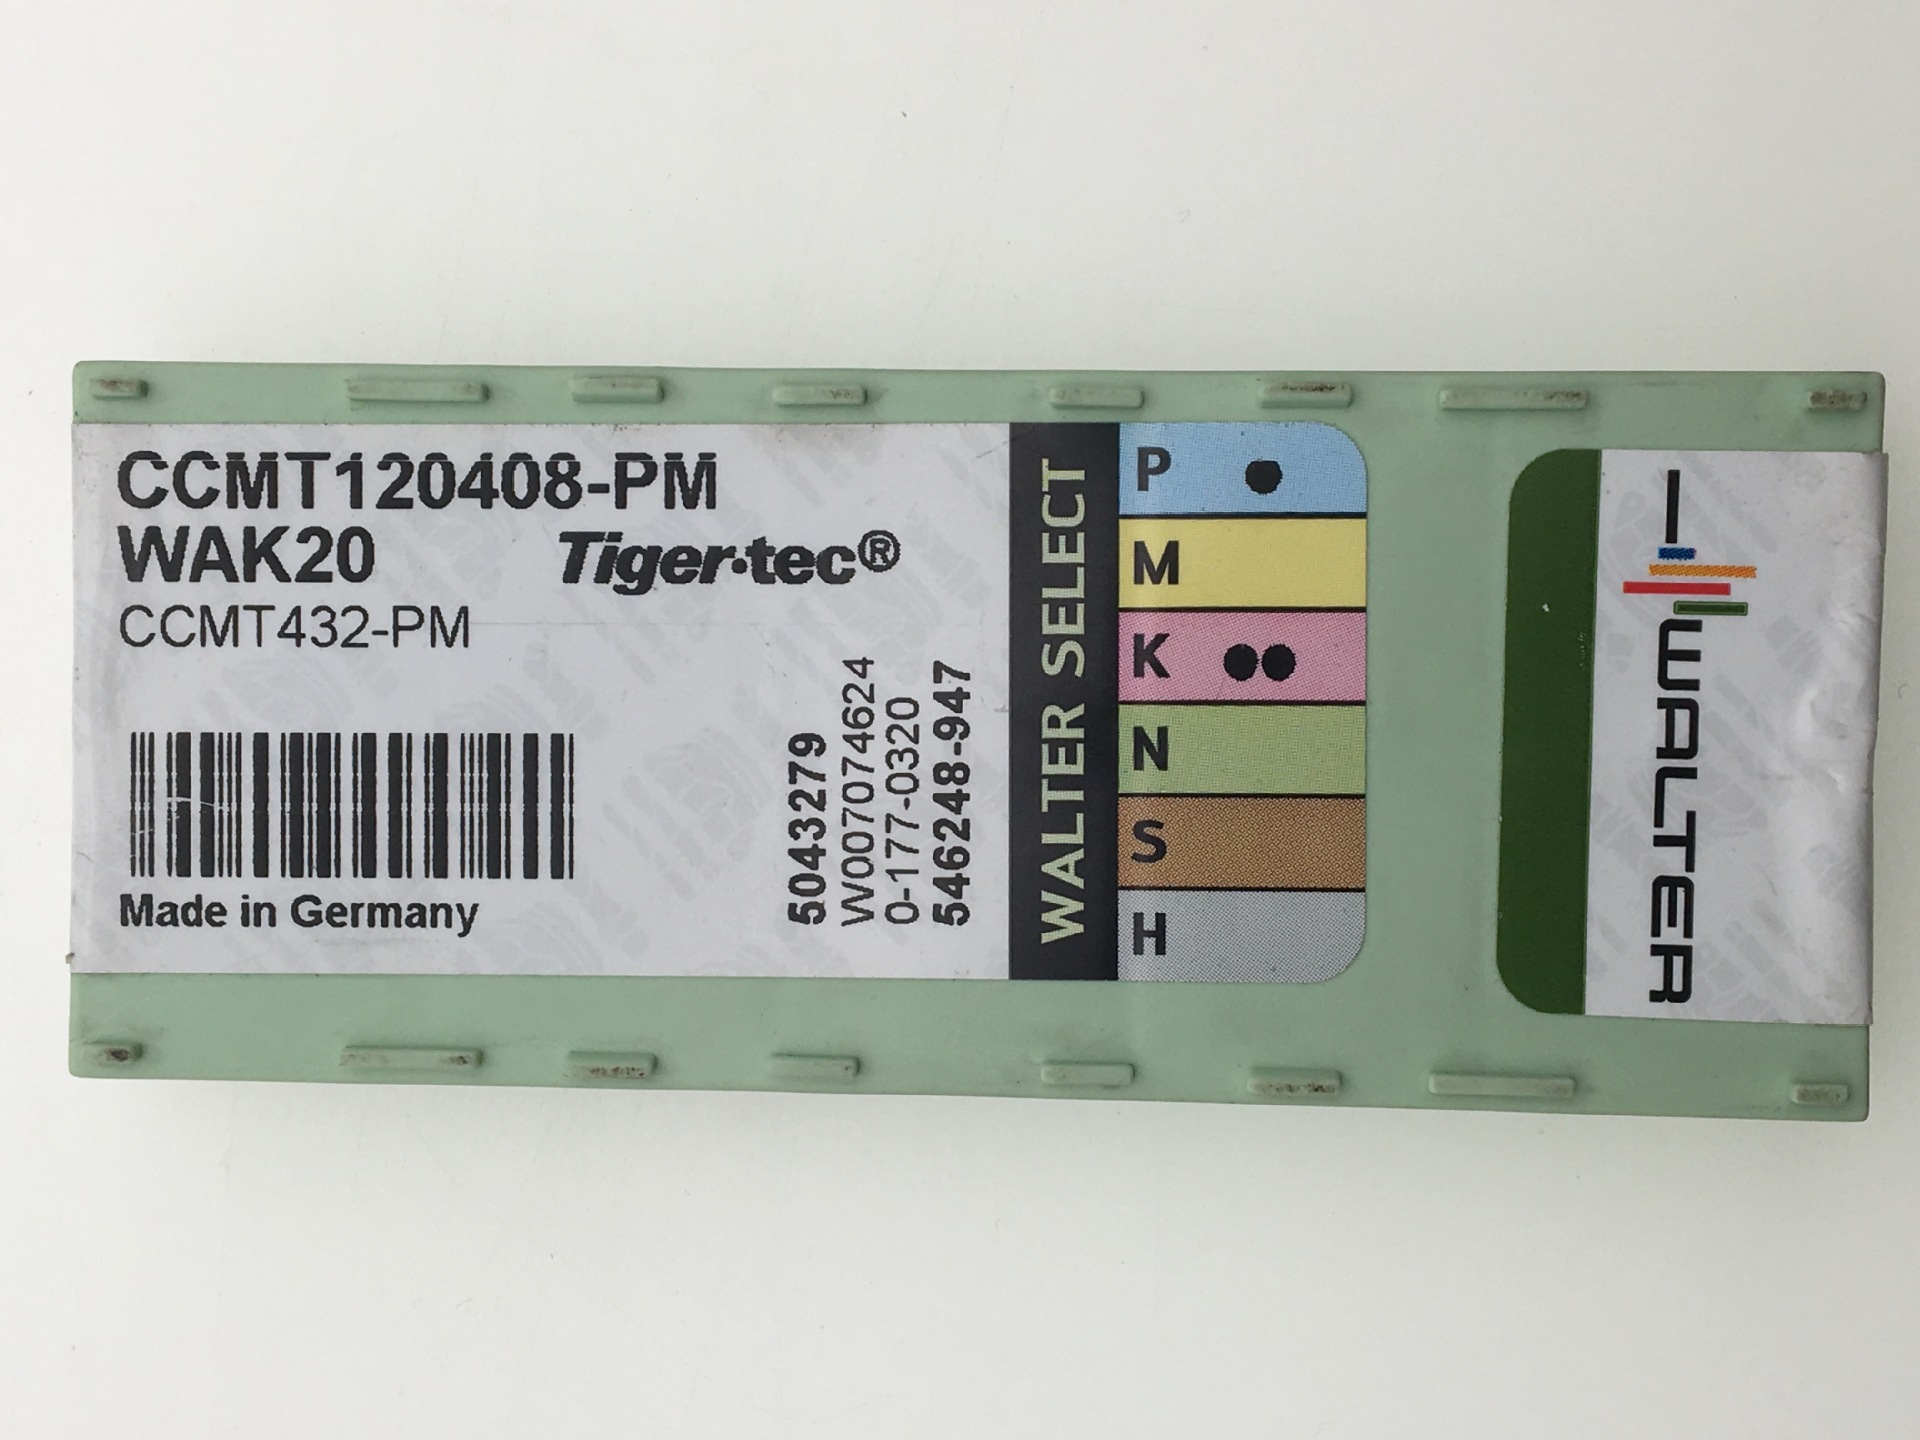 CCMT120408-PM
WAK20 Tiger·tec®
CCMT432-PM
Made in Germany
5043279
W007074624
0-177-0320
546248-947
WALTER SELECT
P
M
K
N
S
H
WALTER